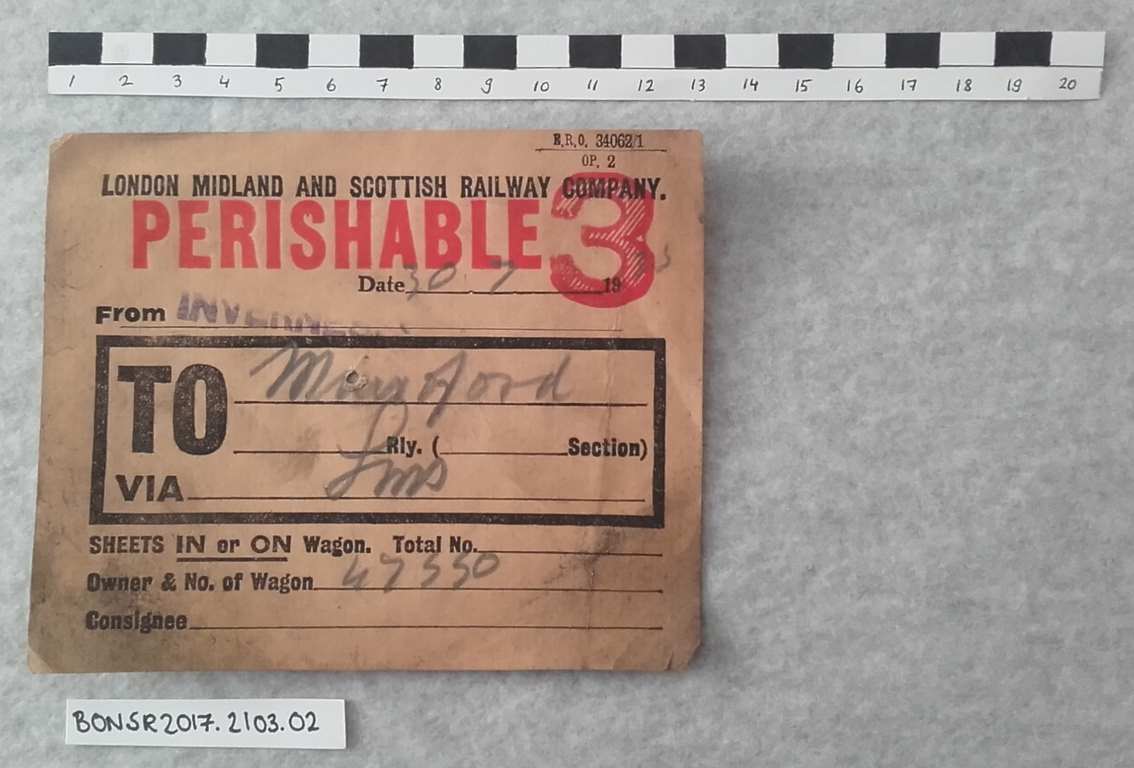 1 2 3 4 5 6 7 8 9 10 11 12 13 14 15 16 17 18 19 20
E.R.O. 34062/1
OP. 2
LONDON MIDLAND AND SCOTTISH RAILWAY COMPANY.
PERISHABLE 3
Date 30 7 19
From INVERNESS
TO
Rly. ( Section)
VIA Lms
SHEETS IN or ON Wagon. Total No.
Owner & No. of Wagon 47550
Consignee
BONSR2017.2103.02